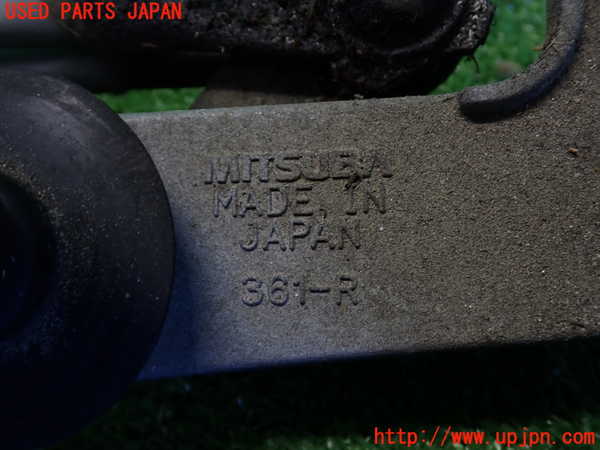 USED PARTS JAPAN
MITSUBA
MADE IN
JAPAN
361-R
http://www.upjpn.com/